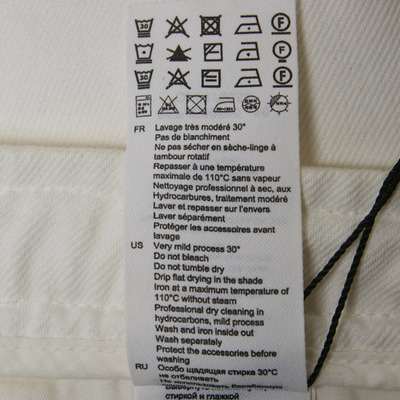 FR Lavage très modéré 30°
Pas de blanchiment
Ne pas sécher en sèche-linge à
tambour rotatif
Repasser à une température
maximale de 110°C sans vapeur
Nettoyage professionnel à sec, aux
Hydrocarbures, traitement modéré
Laver et repasser sur l'envers
Laver séparément
Protéger les accessoires avant
lavage
US Very mild process 30°
Do not bleach
Do not tumble dry
Drip flat drying in the shade
Iron at a maximum temperature of
110°C without steam
Professional dry cleaning in
hydrocarbons, mild process
Wash and iron inside out
Wash separately
Protect the accessories before
washing
RU Особо щадящая стирка 30°C
не отбеливать
Не использовать барабанную
стиркой и глажкой